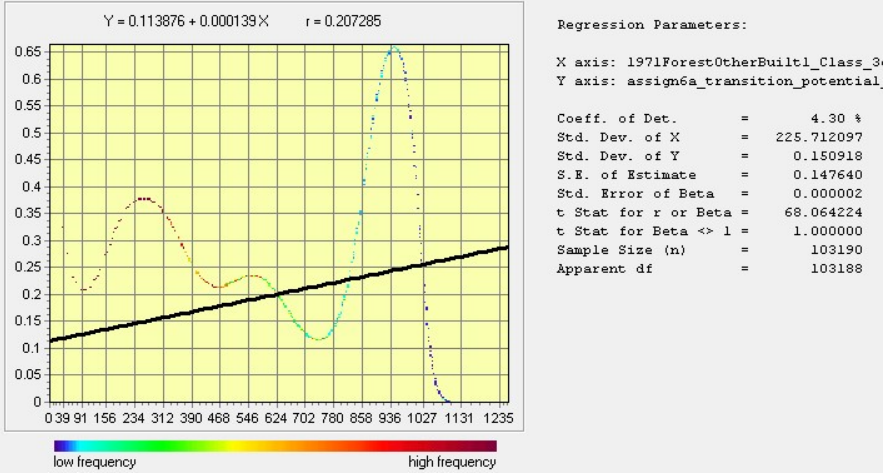 Y = 0.113876 + 0.000139 X r = 0.207285
0.65
0.6
0.55
0.5
0.45
0.4
0.35
0.3
0.25
0.2
0.15
0.1
0.05
0
0 39 91 156 234 312 390 468 546 624 702 780 858 936 1027 1131 1235
low frequency high frequency
Regression Parameters:
X axis: 1971ForestOtherBuilt1_Class_3
Y axis: assign6a_transition_potential_
Coeff. of Det. = 4.30 %
Std. Dev. of X = 225.712097
Std. Dev. of Y = 0.150918
S.E. of Estimate = 0.147640
Std. Error of Beta = 0.000002
t Stat for r or Beta = 68.064224
t Stat for Beta <> 1 = 1.000000
Sample Size (n) = 103190
Apparent df = 103188